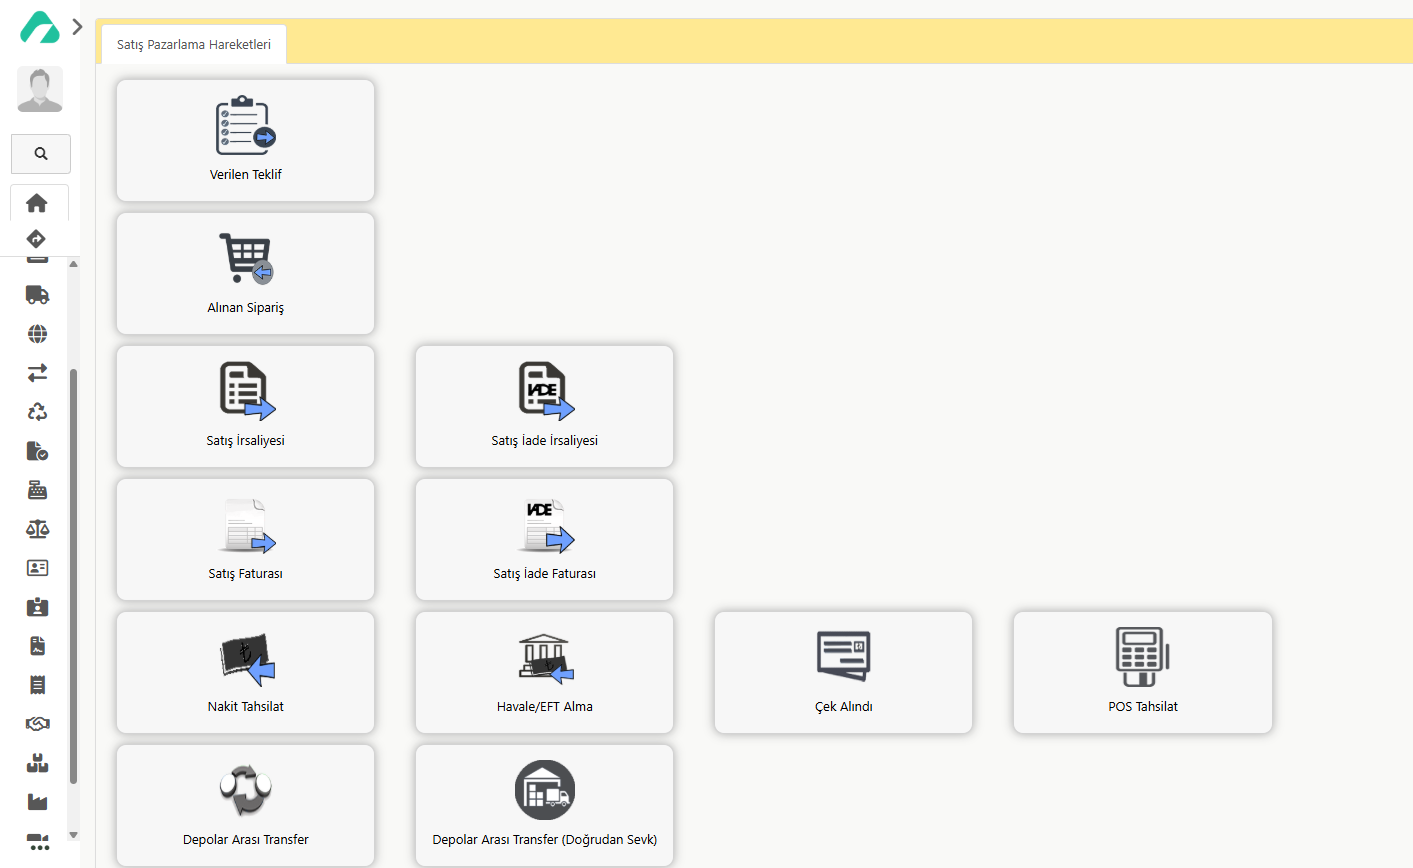 Satış Pazarlama Hareketleri
Verilen Teklif
Alınan Sipariş
Satış İrsaliyesi
İADE
Satış İade İrsaliyesi
Satış Faturası
İADE
Satış İade Faturası
₺
Nakit Tahsilat
₺
Havale/EFT Alma
Çek Alındı
POS Tahsilat
Depolar Arası Transfer
Depolar Arası Transfer (Doğrudan Sevk)